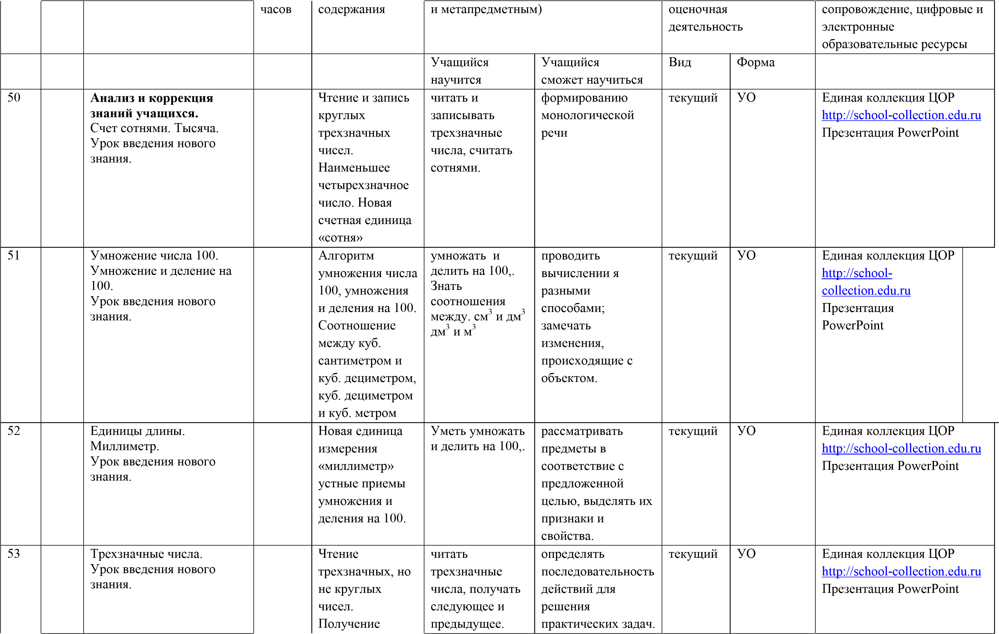 часов
содержания
и метапредметным)
оценочная
деятельность
сопровождение, цифровые и
электронные
образовательные ресурсы
Учащийся
научится
Учащийся
сможет научиться
Вид
Форма
50
Анализ и коррекция
знаний учащихся.
Счет сотнями. Тысяча.
Урок введения нового
знания.
Чтение и запись
круглых
трехзначных
чисел.
Наименьшее
четырехзначное
число. Новая
счетная единица
«сотня»
читать и
записывать
трехзначные
числа, считать
сотнями.
формированию
монологической
речи
текущий
УО
Единая коллекция ЦОР
http://school-collection.edu.ru
Презентация PowerPoint
51
Умножение числа 100.
Умножение и деление на
100.
Урок введения нового
знания.
Алгоритм
умножения числа
100, умножения
и деления на 100.
Соотношение
между куб.
сантиметром и
куб. дециметром,
куб. дециметром
и куб. метром
умножать  и
делить на 100,.
Знать
соотношения
между. см³ и дм³
дм³ и м³
проводить
вычислении я
разными
способами;
замечать
изменения,
происходящие с
объектом.
текущий
УО
Единая коллекция ЦОР
http://school-
collection.edu.ru
Презентация
PowerPoint
52
Единицы длины.
Миллиметр.
Урок введения нового
знания.
Новая единица
измерения
«миллиметр»
устные приемы
умножения и
деления на 100.
Уметь умножать
и делить на 100,.
рассматривать
предметы в
соответствие с
предложенной
целью, выделять их
признаки и
свойства.
текущий
УО
Единая коллекция ЦОР
http://school-collection.edu.ru
Презентация PowerPoint
53
Трехзначные числа.
Урок введения нового
знания.
Чтение
трехзначных, но
не круглых
чисел.
Получение
читать
трехзначные
числа, получать
следующее и
предыдущее.
определять
последовательность
действий для
решения
практических задач.
текущий
УО
Единая коллекция ЦОР
http://school-collection.edu.ru
Презентация PowerPoint